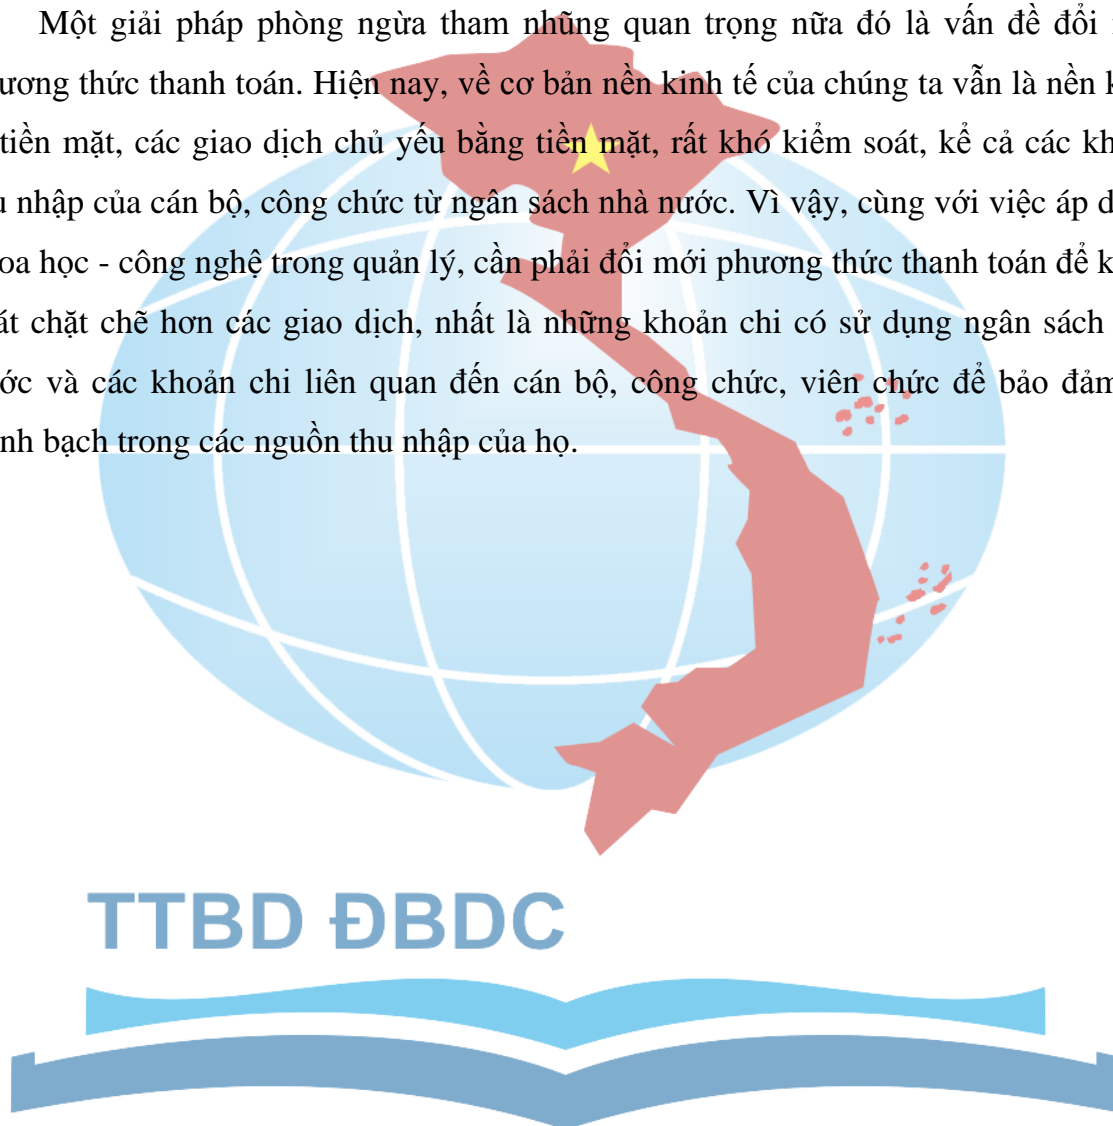 Một giải pháp phòng ngừa tham nhũng quan trọng nữa đó là vấn đề đổi
ương thức thanh toán. Hiện nay, về cơ bản nền kinh tế của chúng ta vẫn là nền k
tiền mặt, các giao dịch chủ yếu bằng tiền mặt, rất khó kiểm soát, kể cả các kh
u nhập của cán bộ, công chức từ ngân sách nhà nước. Vì vậy, cùng với việc áp d
oa học - công nghệ trong quản lý, cần phải đổi mới phương thức thanh toán để k
át chặt chẽ hơn các giao dịch, nhất là những khoản chi có sử dụng ngân sách
ớc và các khoản chi liên quan đến cán bộ, công chức, viên chức để bảo đảm
nh bạch trong các nguồn thu nhập của họ.
TTBD ĐBDC